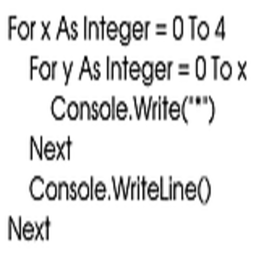 For x As Integer = 0 To 4
For y As Integer = 0 To x
Console.Write("*")
Next
Console.WriteLine()
Next